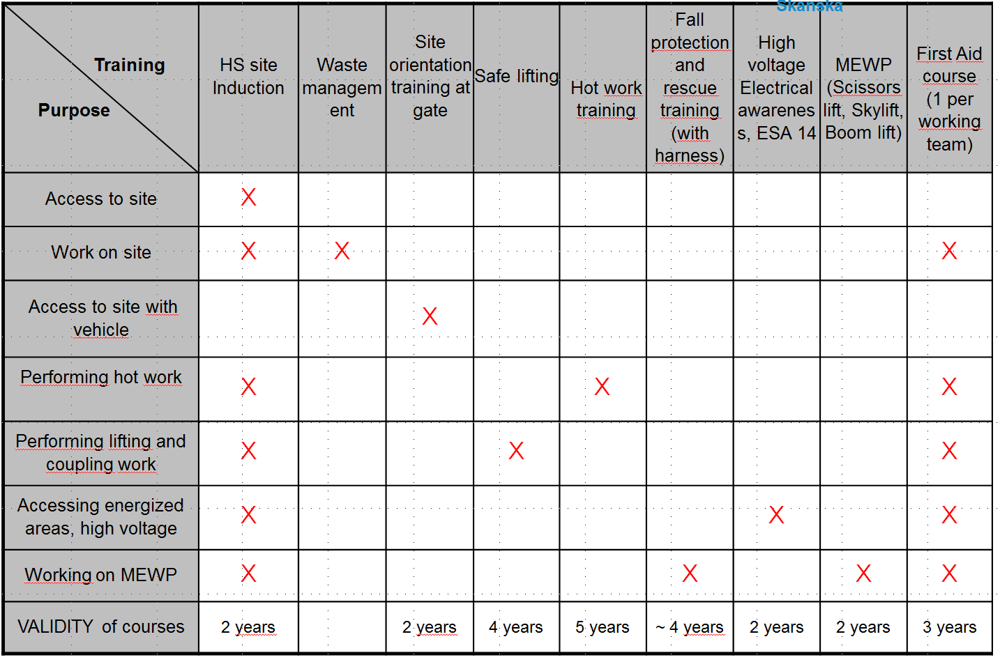 Skanska
Training
Purpose
HS site
Induction
Waste
managem
ent
Site
orientation
training at
gate
Safe lifting
Hot work
training
Fall
protection
and
rescue
training
(with
harness)
High
voltage
Electrical
awarenes
s, ESA 14
MEWP
(Scissors
lift, Skylift,
Boom lift)
First Aid
course
(1 per
working
team)
Access to site
X
Work on site
X X X
Access to site with
vehicle
X
Performing hot work
X X X
Performing lifting and
coupling work
X X X
Accessing energized
areas, high voltage
X X X
Working on MEWP
X X X X
VALIDITY of courses
2 years 2 years 4 years 5 years ~ 4 years 2 years 2 years 3 years